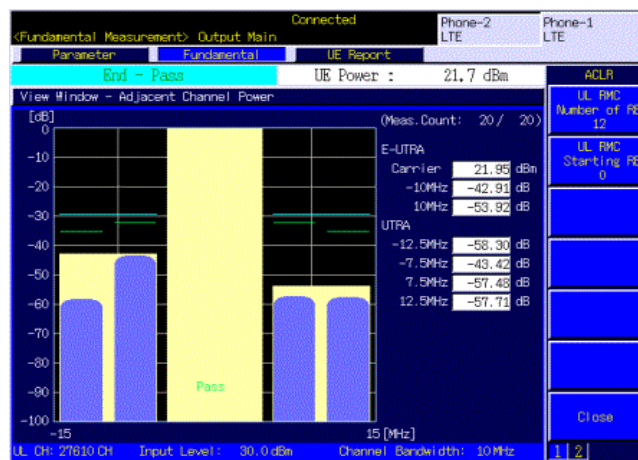 Connected
Phone-2
LTE
Phone-1
LTE
<Fundamental Measurement> Output Main
Parameter
Fundamental
UE Report
End - Pass
UE Power : 21.7 dBm
ACLR
View Window - Adjacent Channel Power
UL RMC
Number of RB
12
UL RMC
Starting RB
0
Close
1 2
[dB]
(Meas.Count: 20/ 20)
0
-10
-20
-30
-40
-50
-60
-70
-80
-90
-100
E-UTRA
Carrier 21.95 dBm
-10MHz -42.91 dB
10MHz -53.92 dB
UTRA
-12.5MHz -58.30 dB
-7.5MHz -43.42 dB
7.5MHz -57.48 dB
12.5MHz -57.71 dB
Pass
-15
15 [MHz]
UL CH: 27610 CH Input Level: 30.0 dBm Channel Bandwidth: 10 MHz